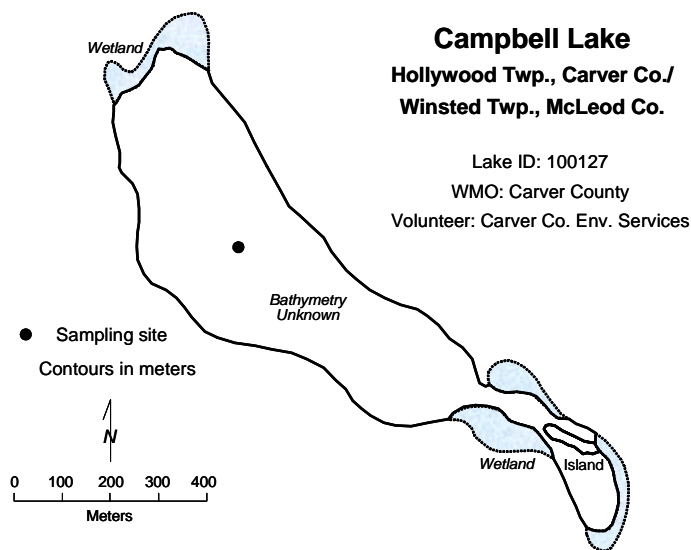 Campbell Lake
Hollywood Twp., Carver Co./
Winsted Twp., McLeod Co.
Lake ID: 100127
WMO: Carver County
Volunteer: Carver Co. Env. Services
Wetland
Bathymetry
Unknown
Sampling site
Contours in meters
N
0 100 200 300 400
Meters
Wetland
Island